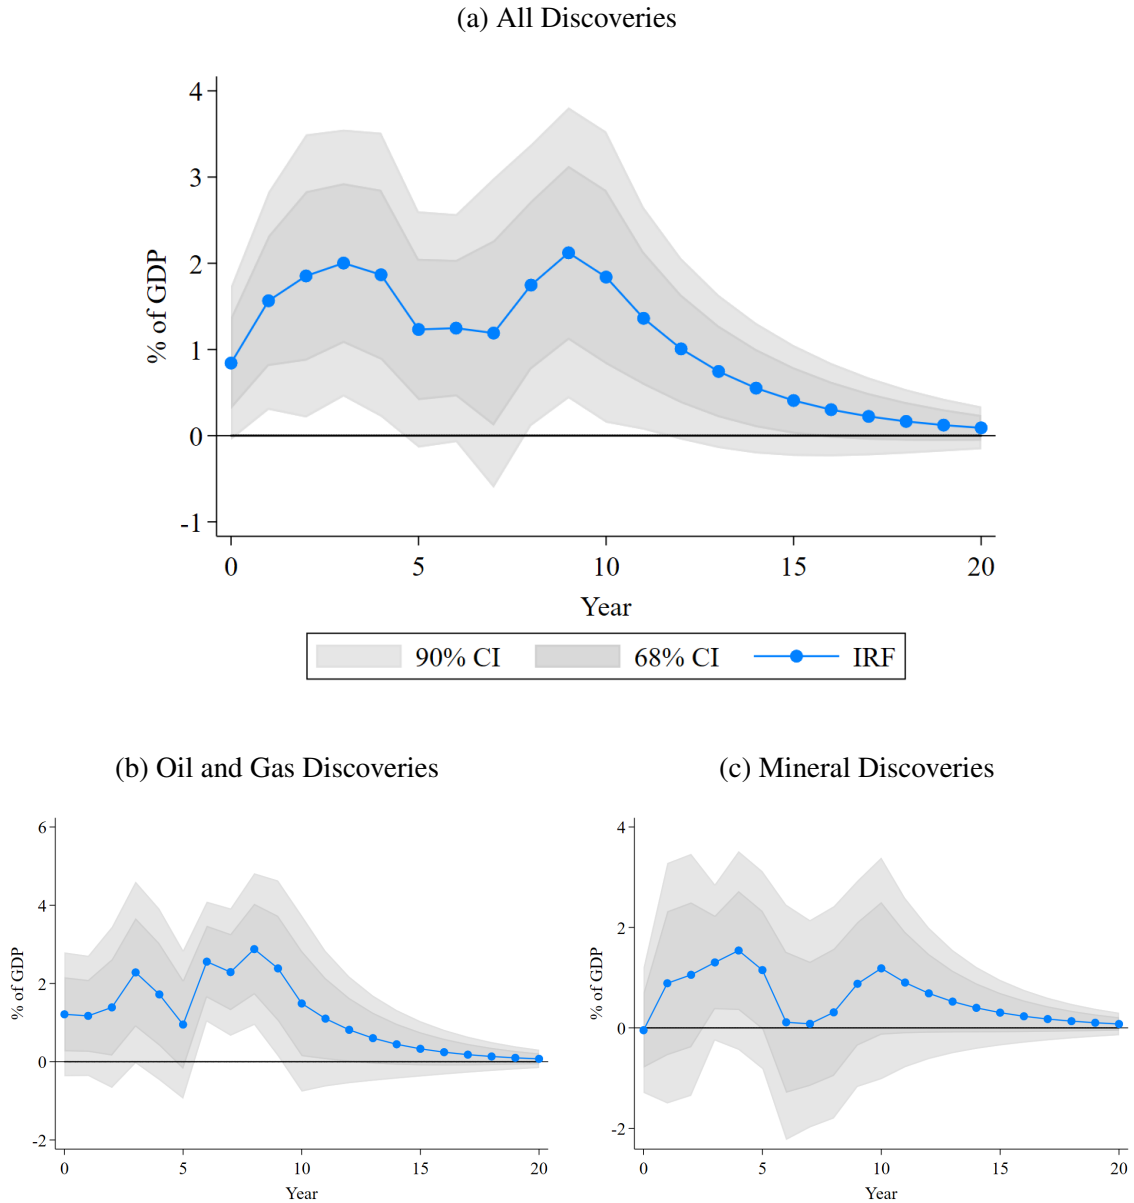 (a) All Discoveries
4
3
2
1
0
-1
% of GDP
0 5 10 15 20
Year
90% CI 68% CI IRF
(b) Oil and Gas Discoveries
6
4
2
0
-2
% of GDP
0 5 10 15 20
Year
(c) Mineral Discoveries
4
2
0
-2
% of GDP
0 5 10 15 20
Year